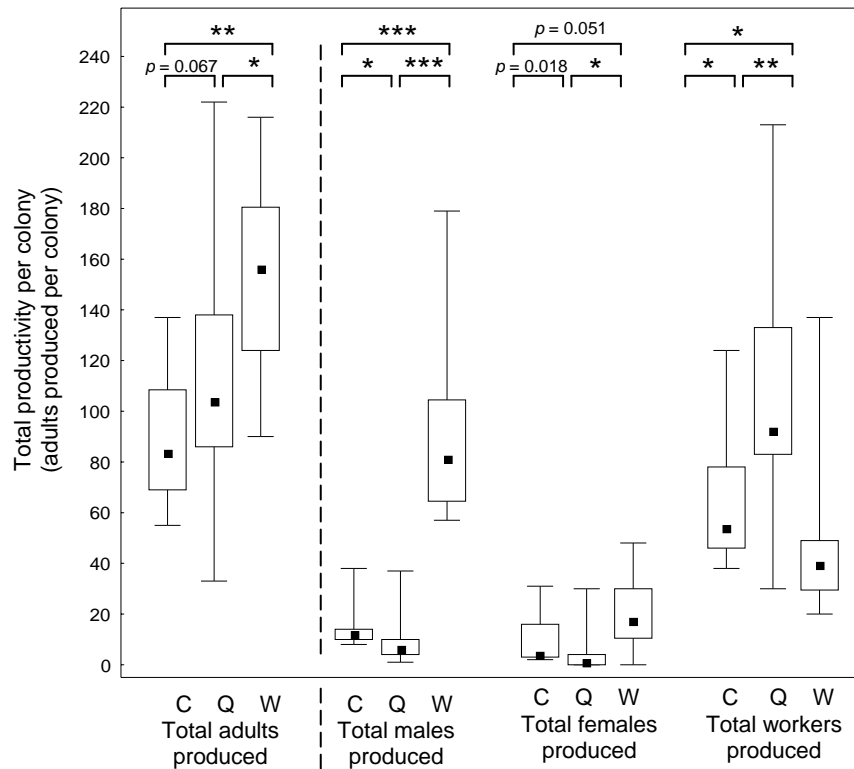 ** *** p = 0.051 *
p = 0.067 * * *** p = 0.018 * * **
240
220
200
180
160
140
120
100
80
60
40
20
0
Total productivity per colony
(adults produced per colony)
C Q W C Q W C Q W C Q W
Total adults
produced
Total males
produced
Total females
produced
Total workers
produced